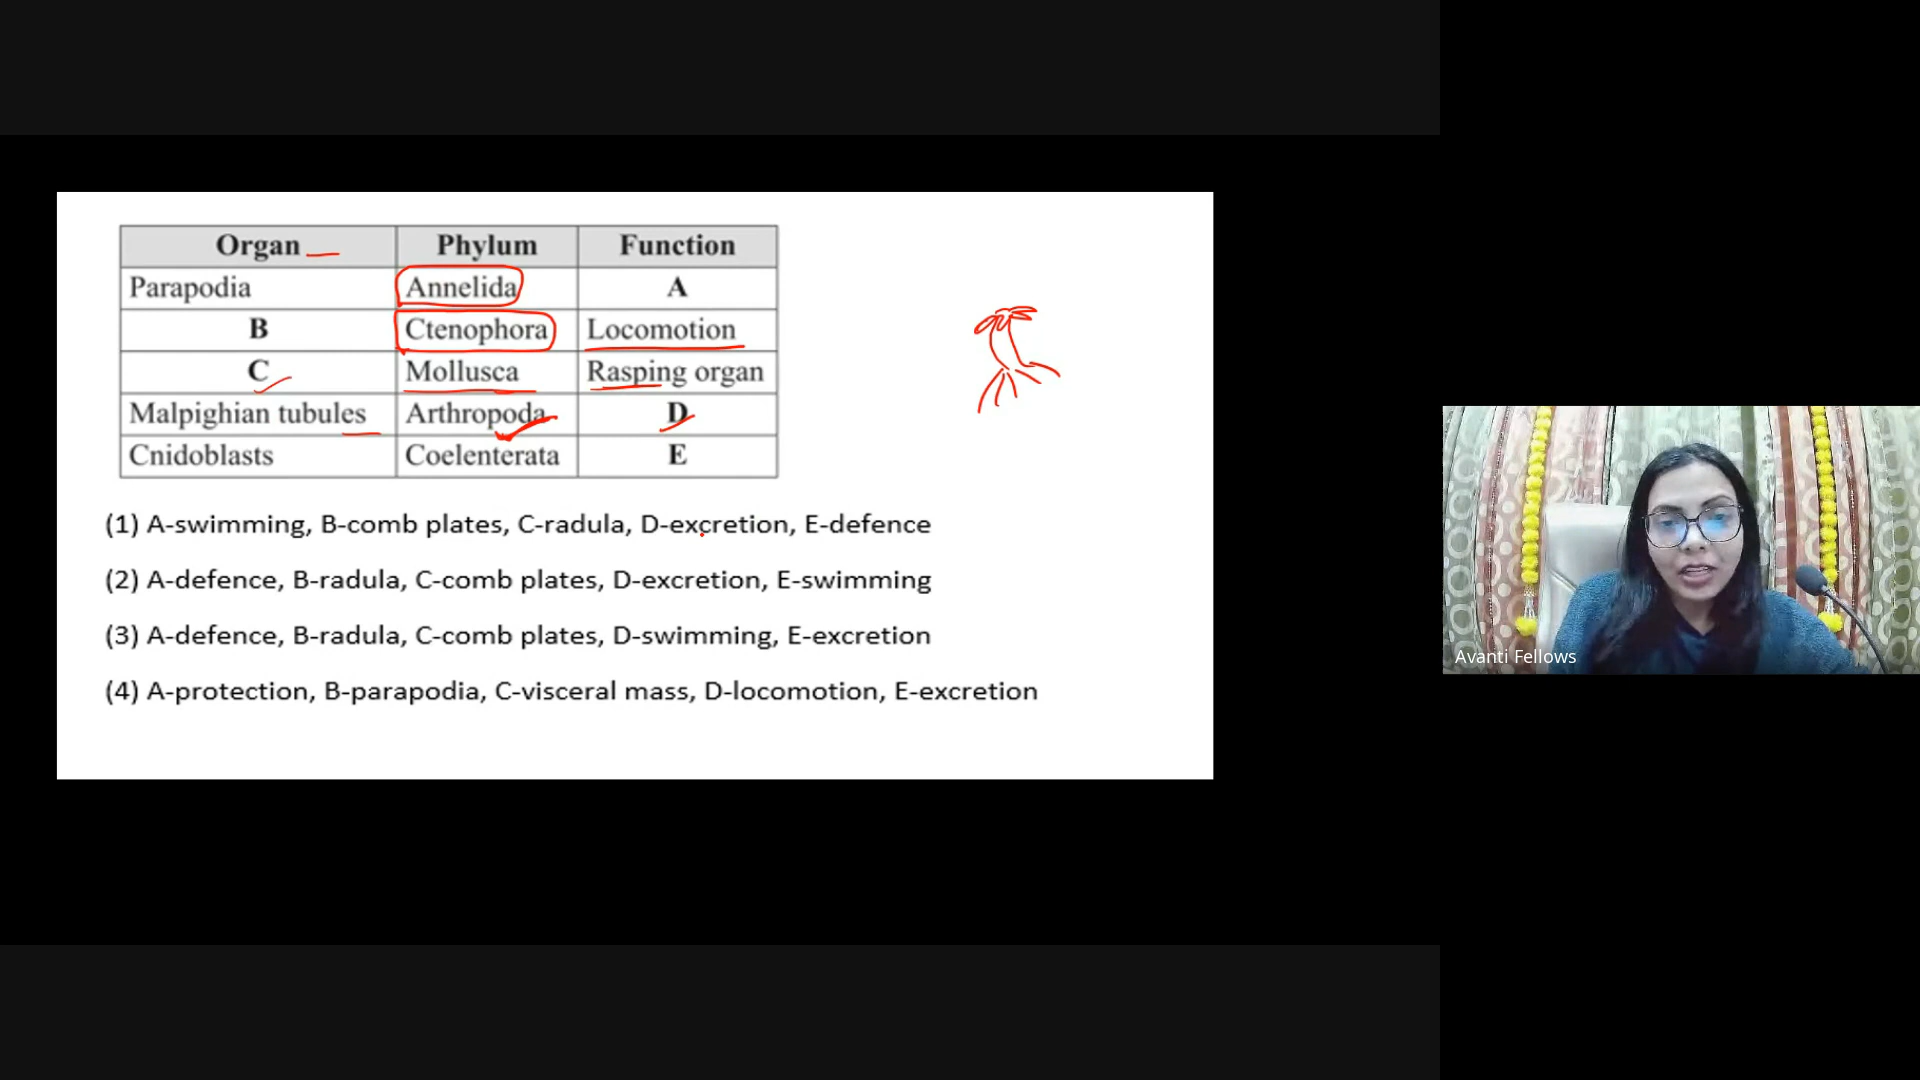 Organ Phylum Function
Parapodia Annelida A
B Ctenophora Locomotion
C Mollusca Rasping organ
Malpighian tubules Arthropoda D
Cnidoblasts Coelenterata E
(1) A-swimming, B-comb plates, C-radula, D-excretion, E-defence
(2) A-defence, B-radula, C-comb plates, D-excretion, E-swimming
(3) A-defence, B-radula, C-comb plates, D-swimming, E-excretion
(4) A-protection, B-parapodia, C-visceral mass, D-locomotion, E-excretion
Avanti Fellows